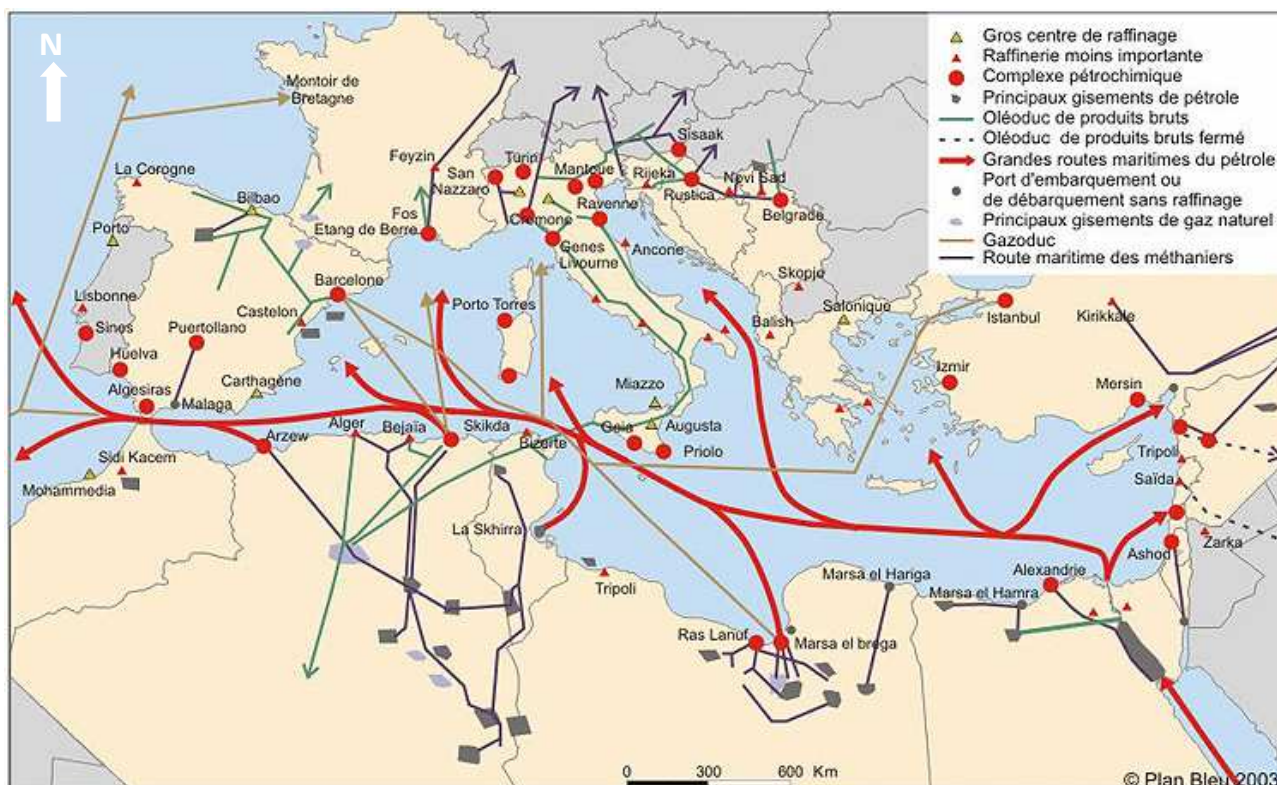 N
Montoir de
Bretagne
La Corogne
Bilbao
Porto
Lisbonne
Sines
Huelva
Puertollano
Algesiras
Malaga
Carthagène
Castelon
Barcelone
Feyzin
Fos
Etang de Berre
San
Nazzaro
Turin
Mantoue
Crémone
Ravenne
Genes
Livourne
Ancone
Sisaak
Rijeka
Rustica
Novi Sad
Belgrade
Skopje
Salonique
Balish
Istanbul
Kirikkale
Izmir
Mersin
Porto Torres
Miazzo
Augusta
Gela
Priolo
Mohammedia
Sidi Kacem
Arzew
Alger
Bejaïa
Skikda
Bizerte
La Skhirra
Tripoli
Ras Lanuf
Marsa el brega
Marsa el Hariga
Marsa el Hamra
Alexandrie
Tripoli
Saïda
Ashod
Zarka
Gros centre de raffinage
Raffinerie moins importante
Complexe pétrochimique
Principaux gisements de pétrole
Oléoduc de produits bruts
Oléoduc de produits bruts fermé
Grandes routes maritimes du pétrole
Port d'embarquement ou
de débarquement sans raffinage
Principaux gisements de gaz naturel
Gazoduc
Route maritime des méthaniers
0 300 600 Km
© Plan Bleu 2003